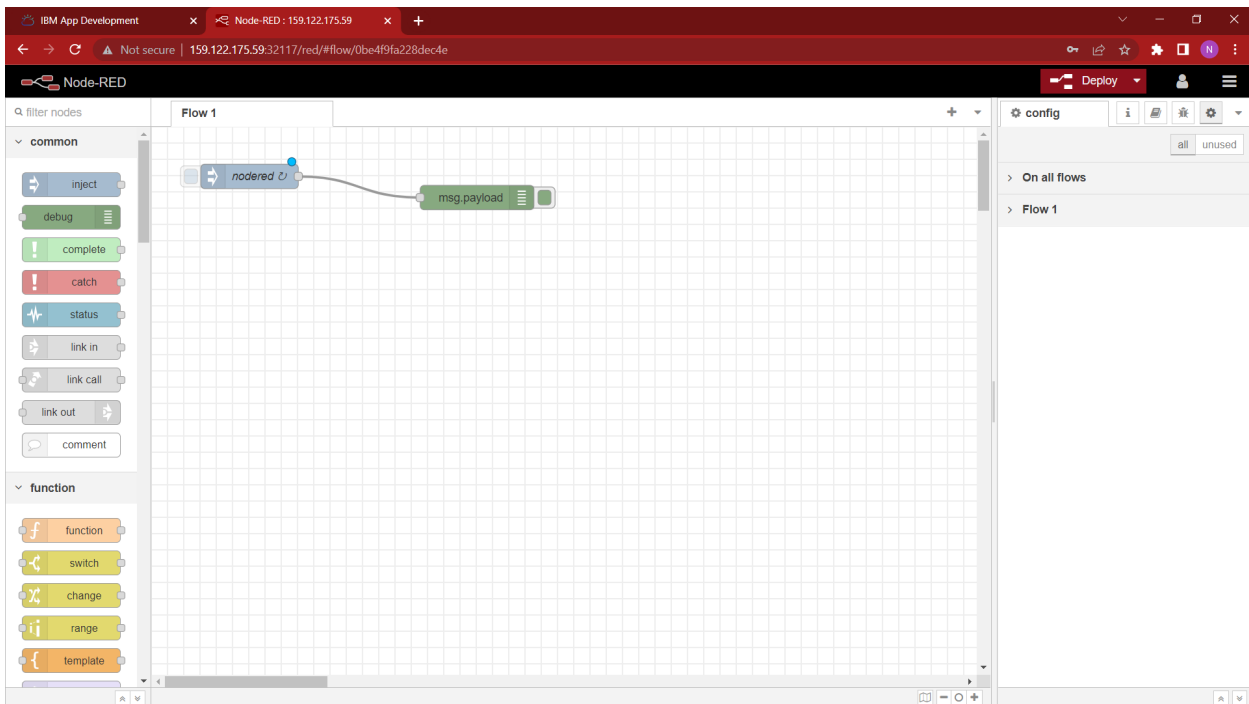 IBM App Development
Node-RED : 159.122.175.59
Not secure
159.122.175.59:32117/red/#flow/0be4f9fa228dec4e
N
Node-RED
Deploy
filter nodes
Flow 1
config
i
all
unused
common
inject
debug
complete
catch
status
link in
link call
link out
comment
function
function
switch
change
range
template
nodered ↻
msg.payload
On all flows
Flow 1